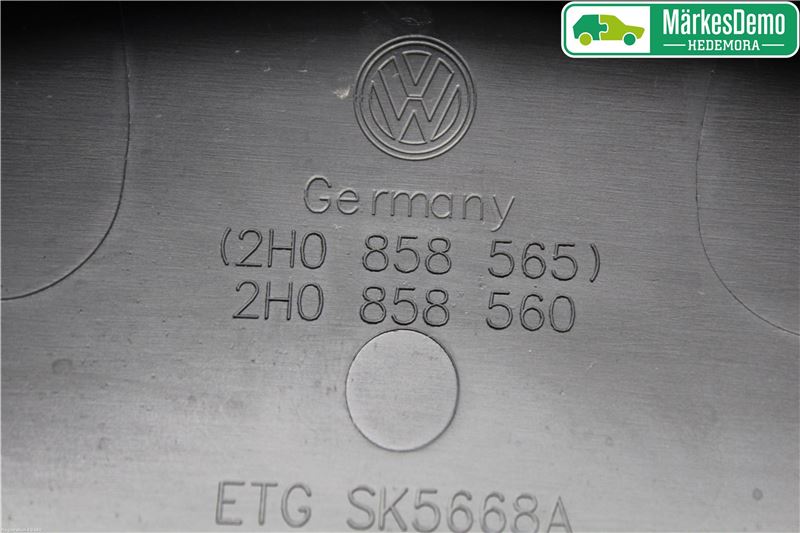 MärkesDemo
HEDEMORA
Germany
(2H0 858 565)
2H0 858 560
ETG SK5668A